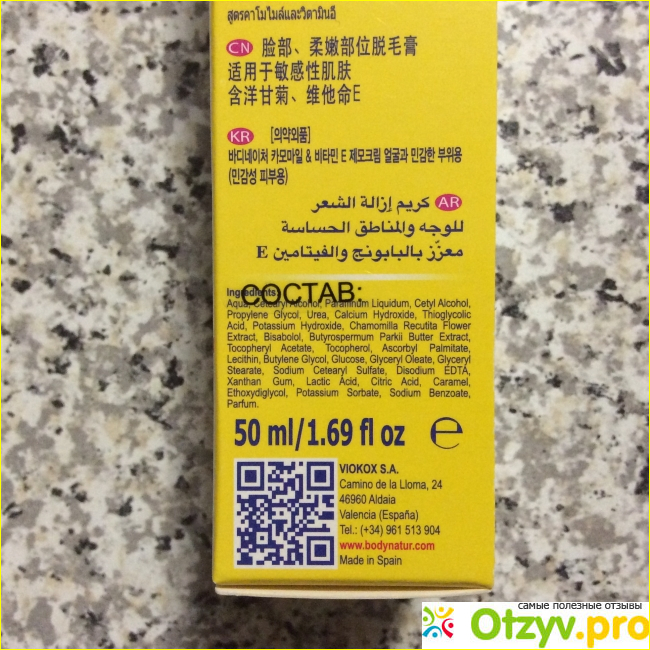 สูตรคาโมไมล์และวิตามินอี
CN 脸部、柔嫩部位脱毛膏
适用于敏感性肌肤
含洋甘菊、维他命E
KR [의약외품]
바디네이처 카모마일 & 비타민 E 제모크림 얼굴과 민감한 부위용
(민감성 피부용)
AR كريم إزالة الشعر
للوجه والمناطق الحساسة
معزّز بالبابونج والفيتامين E
Ingredients:
СОСТАВ:
Aqua, Cetearyl Alcohol, Paraffinum Liquidum, Cetyl Alcohol,
Propylene Glycol, Urea, Calcium Hydroxide, Thioglycolic
Acid, Potassium Hydroxide, Chamomilla Recutita Flower
Extract, Bisabolol, Butyrospermum Parkii Butter Extract,
Tocopheryl Acetate, Tocopherol, Ascorbyl Palmitate,
Lecithin, Butylene Glycol, Glucose, Glyceryl Oleate, Glyceryl
Stearate, Sodium Cetearyl Sulfate, Disodium EDTA,
Xanthan Gum, Lactic Acid, Citric Acid, Caramel,
Ethoxydiglycol, Potassium Sorbate, Sodium Benzoate,
Parfum.
50 ml/1.69 fl oz ℮
VIOKOX S.A.
Camino de la Lloma, 24
46960 Aldaia
Valencia (España)
Tel.: (+34) 961 513 904
www.bodynatur.com
Made in Spain
самые полезные отзывы
Otzyv.pro